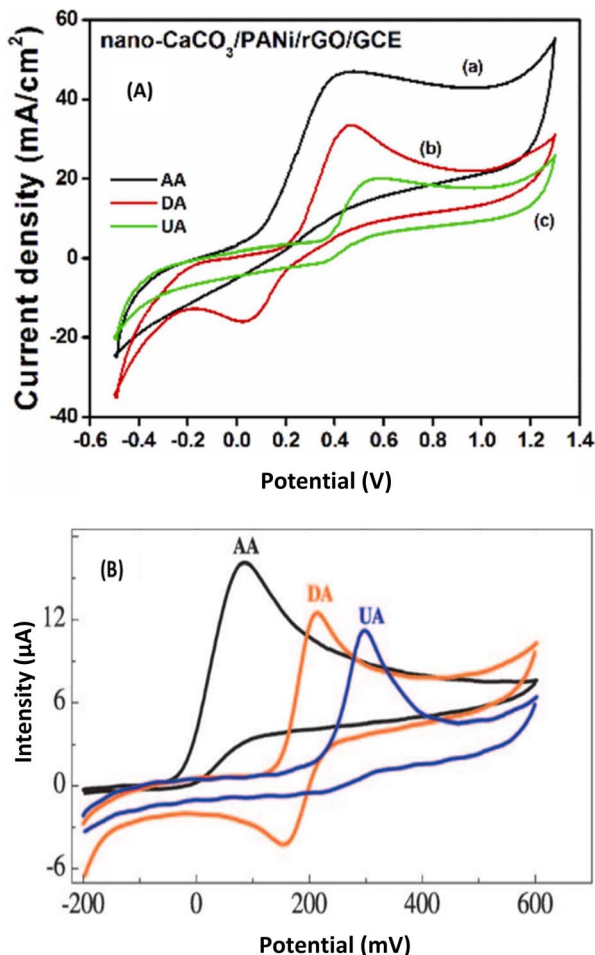 nano-CaCO3/PANi/rGO/GCE
(A)
(a)
(b)
(c)
AA
DA
UA
Current density (mA/cm²)
60
40
20
0
-20
-40
-0.6 -0.4 -0.2 0.0 0.2 0.4 0.6 0.8 1.0 1.2 1.4
Potential (V)
(B)
AA
DA
UA
Intensity (µA)
12
6
0
-6
-200 0 200 400 600
Potential (mV)